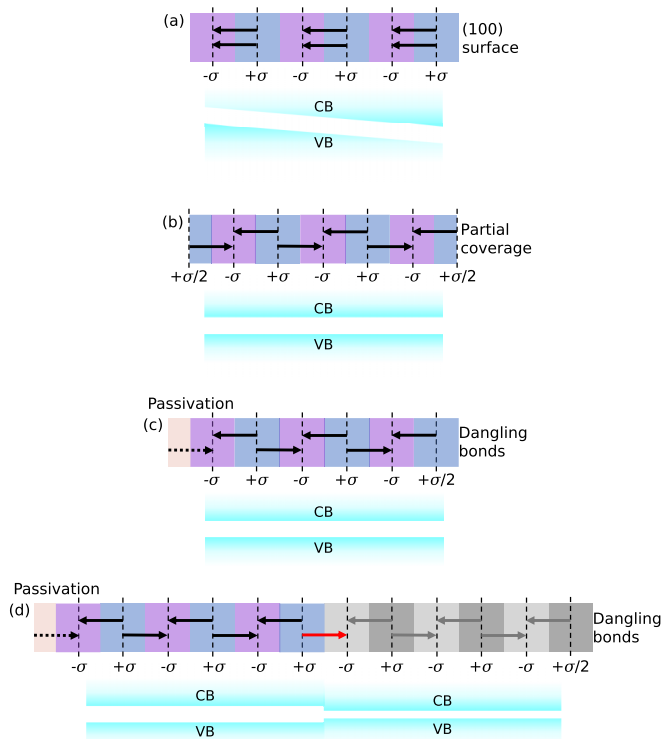 (a)
(100)
surface
-σ +σ -σ +σ -σ +σ
CB
VB
(b)
Partial
coverage
+σ/2 -σ +σ -σ +σ -σ +σ/2
CB
VB
Passivation
(c)
Dangling
bonds
-σ +σ -σ +σ -σ +σ/2
CB
VB
Passivation
(d)
Dangling
bonds
-σ +σ -σ +σ -σ +σ -σ +σ -σ +σ -σ +σ/2
CB CB
VB VB